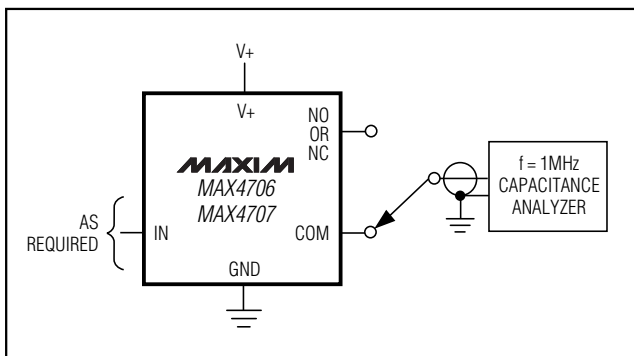 V+
V+
NO
OR
NC
MAXIM
MAX4706
MAX4707
AS
REQUIRED
IN
COM
GND
f = 1MHz
CAPACITANCE
ANALYZER